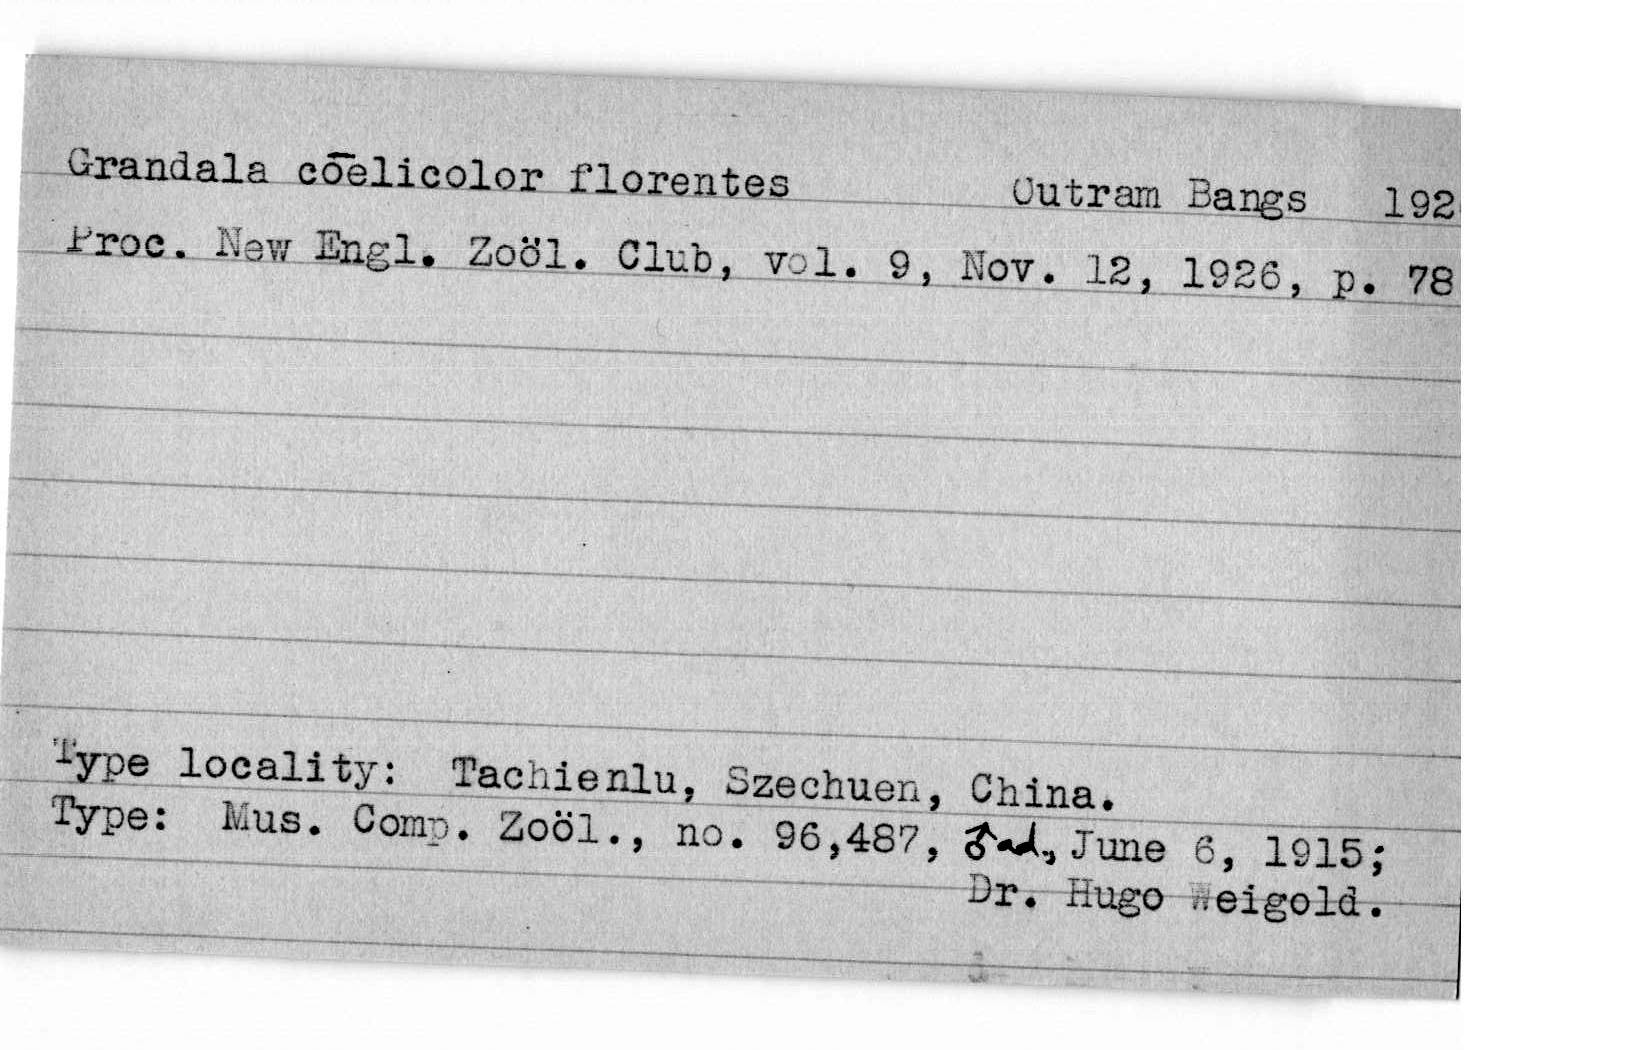 Grandala cōelicolor florentes Outram Bangs 192
Proc. New Engl. Zoöl. Club, vol. 9, Nov. 12, 1926, p. 78
Type locality: Tachienlu, Szechuen, China.
Type: Mus. Comp. Zoöl., no. 96,487, ♂ad., June 6, 1915;
Dr. Hugo Weigold.